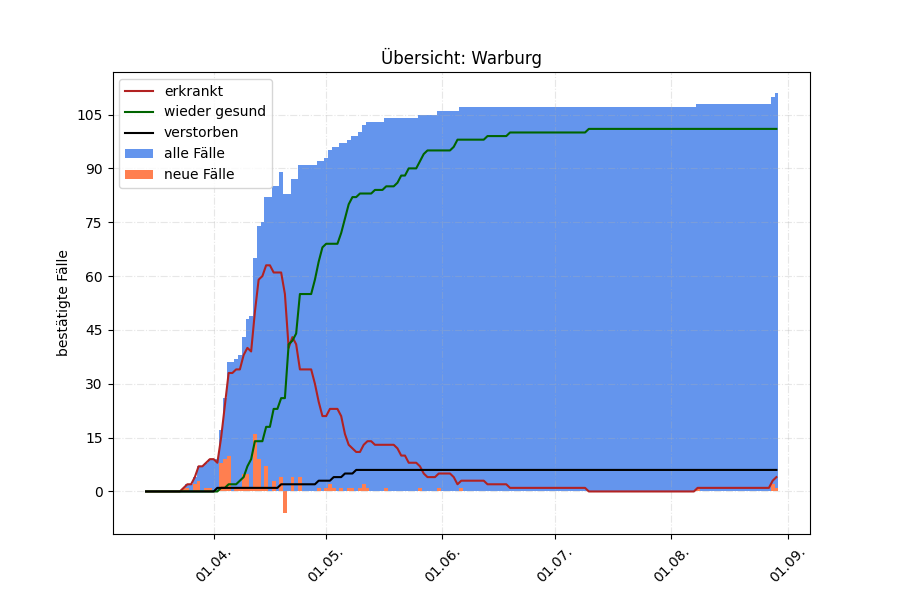 Übersicht: Warburg
erkrankt
wieder gesund
verstorben
alle Fälle
neue Fälle
bestätigte Fälle
105
90
75
60
45
30
15
0
01.04.
01.05.
01.06.
01.07.
01.08.
01.09.